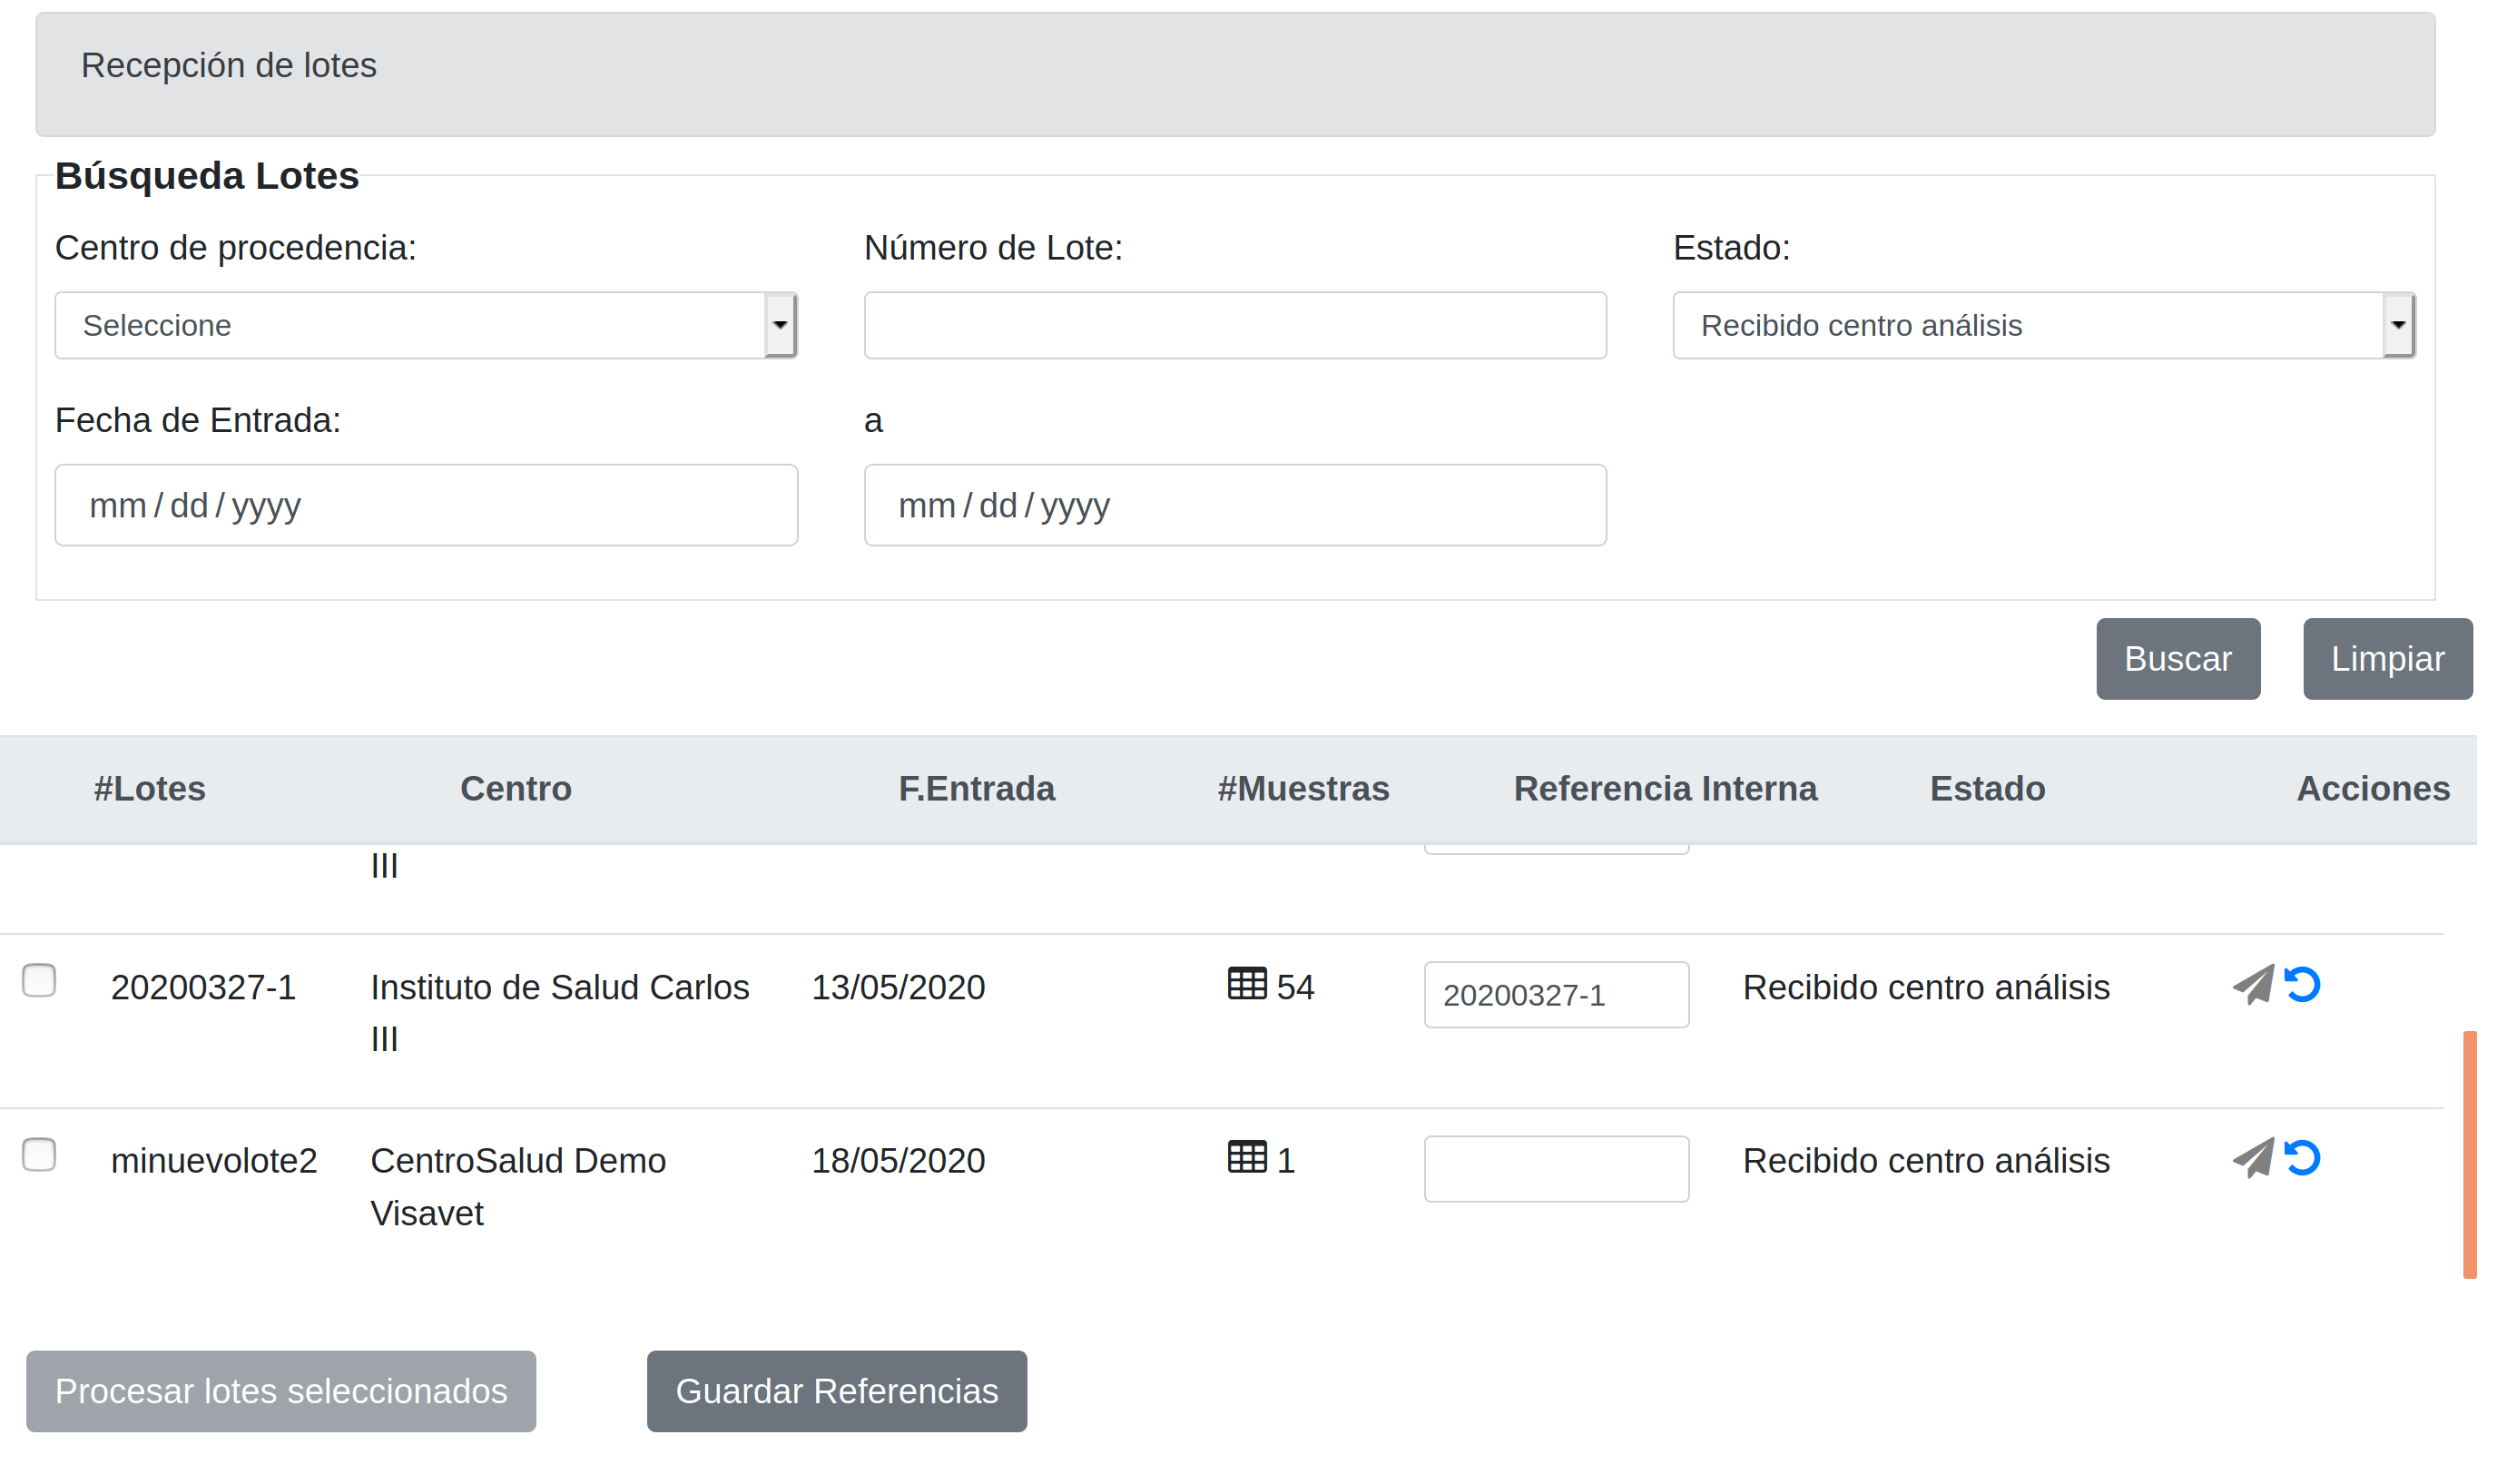 Recepción de lotes
Búsqueda Lotes
Centro de procedencia: Número de Lote: Estado:
Seleccione Recibido centro análisis
Fecha de Entrada: a
mm / dd / yyyy mm / dd / yyyy
Buscar Limpiar
#Lotes Centro F.Entrada #Muestras Referencia Interna Estado Acciones
III
20200327-1 Instituto de Salud Carlos 13/05/2020 54 20200327-1 Recibido centro análisis
III
minuevolote2 CentroSalud Demo 18/05/2020 1 Recibido centro análisis
Visavet
Procesar lotes seleccionados Guardar Referencias